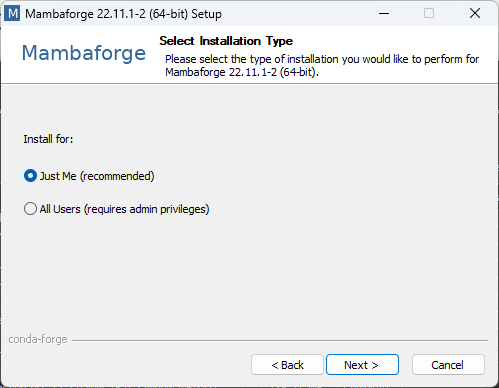 M Mambaforge 22.11.1-2 (64-bit) Setup
Mambaforge
Select Installation Type
Please select the type of installation you would like to perform for
Mambaforge 22.11.1-2 (64-bit).
Install for:
Just Me (recommended)
All Users (requires admin privileges)
conda-forge
< Back
Next >
Cancel